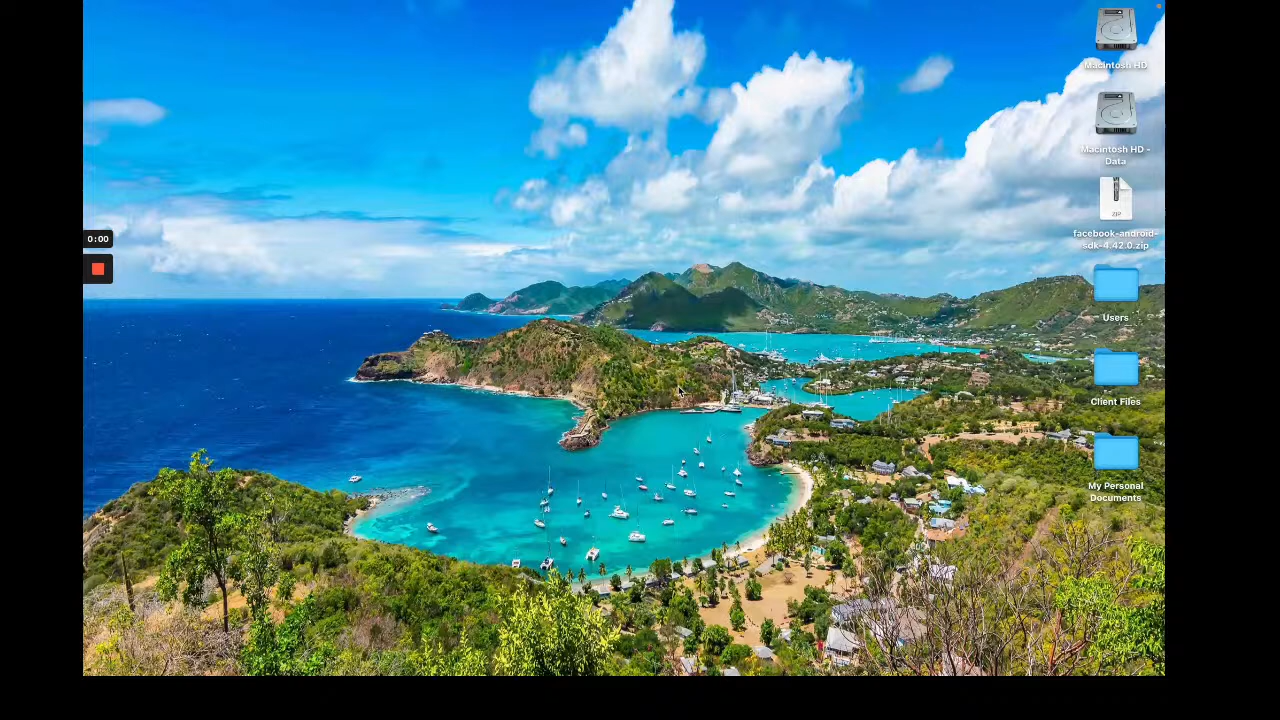 Macintosh HD
Macintosh HD -
Data
ZIP
facebook-android-
sdk-4.42.0.zip
0:00
Users
Client Files
My Personal
Documents